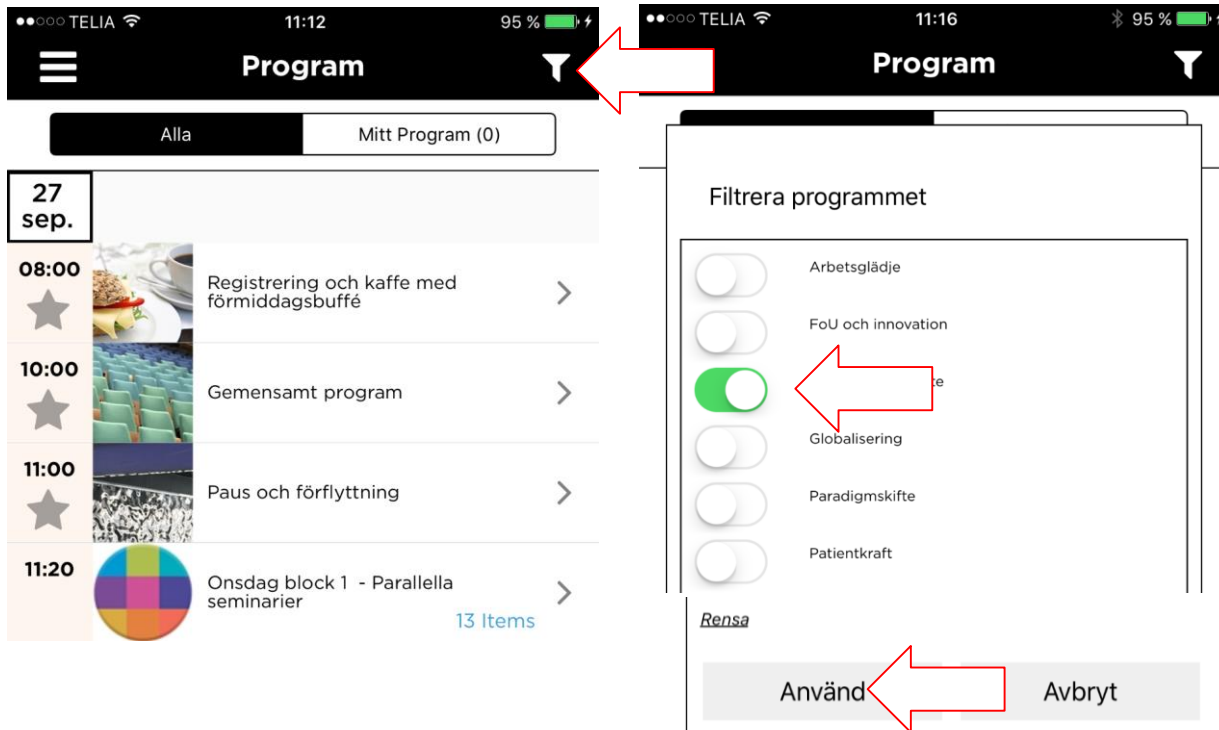 TELIA 11:12 95 %
Program
Alla Mitt Program (0)
27
sep.
08:00
Registrering och kaffe med
förmiddagsbuffé
10:00
Gemensamt program
11:00
Paus och förflyttning
11:20
Onsdag block 1 - Parallella
seminarier
13 Items
TELIA 11:16 95 %
Program
Filtrera programmet
Arbetsglädje
FoU och innovation
Globalisering
Paradigmskifte
Patientkraft
Rensa
Använd Avbryt